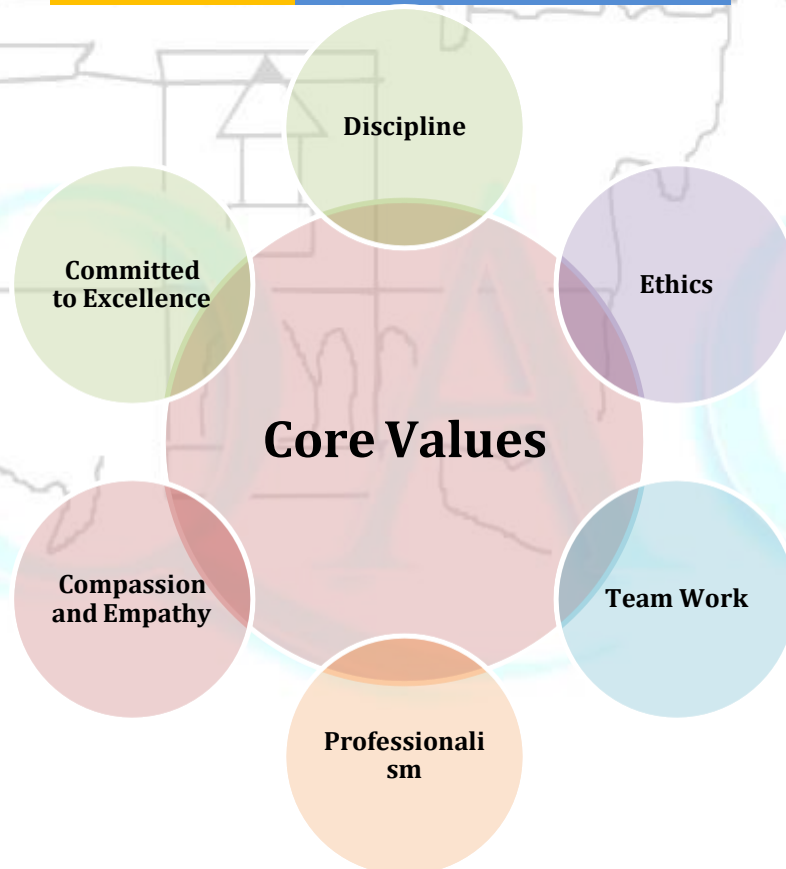 Discipline
Ethics
Committed
to Excellence
Core Values
Compassion
and Empathy
Team Work
Professionali
sm